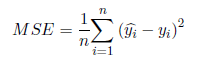 MSE = \frac{1}{n} \sum_{i=1}^{n} (\widehat{y_i} - y_i)^2